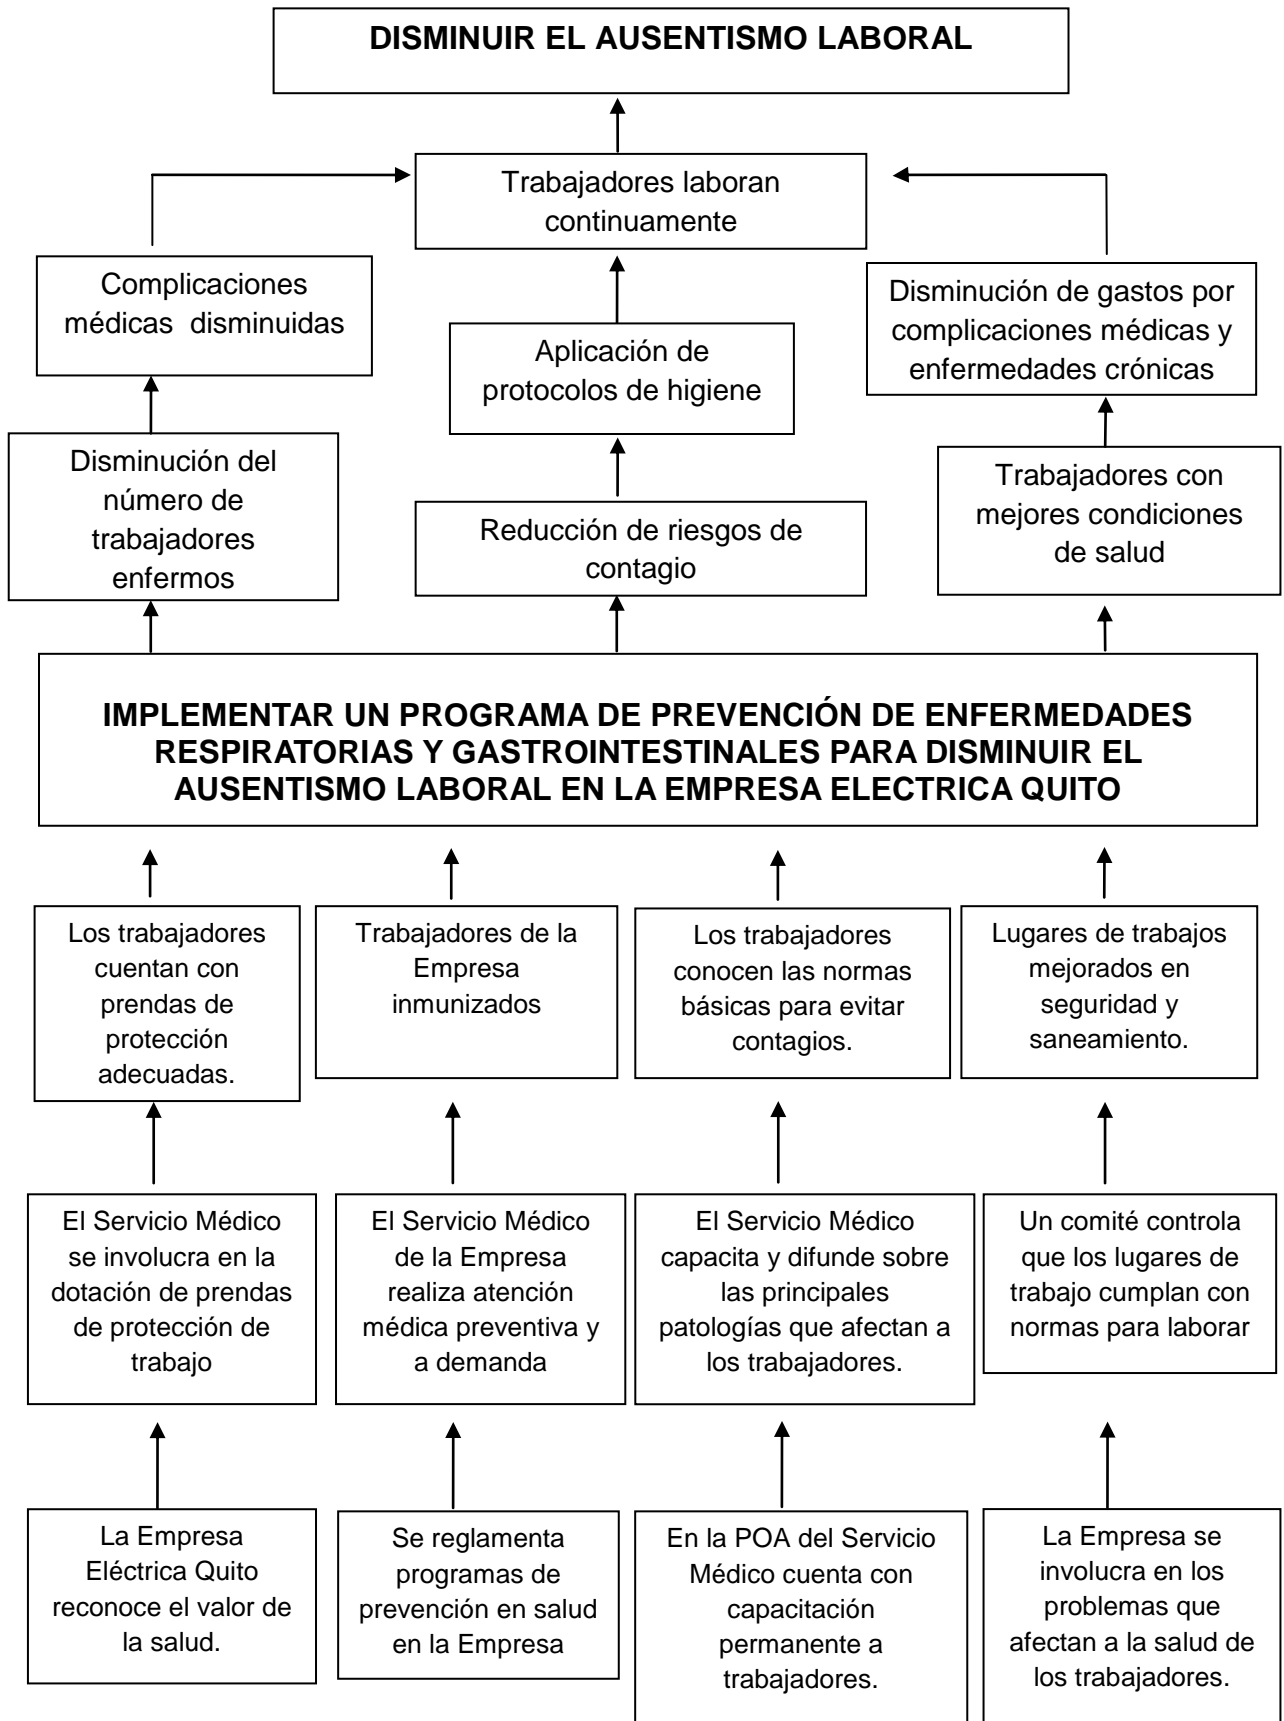 DISMINUIR EL AUSENTISMO LABORAL
Trabajadores laboran
continuamente
Complicaciones
médicas disminuidas
Aplicación de
protocolos de higiene
Disminución de gastos por
complicaciones médicas y
enfermedades crónicas
Disminución del
número de
trabajadores
enfermos
Reducción de riesgos de
contagio
Trabajadores con
mejores condiciones
de salud
IMPLEMENTAR UN PROGRAMA DE PREVENCIÓN DE ENFERMEDADES
RESPIRATORIAS Y GASTROINTESTINALES PARA DISMINUIR EL
AUSENTISMO LABORAL EN LA EMPRESA ELECTRICA QUITO
Los trabajadores
cuentan con
prendas de
protección
adecuadas.
Trabajadores de la
Empresa
inmunizados
Los trabajadores
conocen las normas
básicas para evitar
contagios.
Lugares de trabajos
mejorados en
seguridad y
saneamiento.
El Servicio Médico
se involucra en la
dotación de prendas
de protección de
trabajo
El Servicio Médico
de la Empresa
realiza atención
médica preventiva y
a demanda
El Servicio Médico
capacita y difunde sobre
las principales
patologías que afectan a
los trabajadores.
Un comité controla
que los lugares de
trabajo cumplan con
normas para laborar
La Empresa
Eléctrica Quito
reconoce el valor de
la salud.
Se reglamenta
programas de
prevención en salud
en la Empresa
En la POA del Servicio
Médico cuenta con
capacitación
permanente a
trabajadores.
La Empresa se
involucra en los
problemas que
afectan a la salud de
los trabajadores.